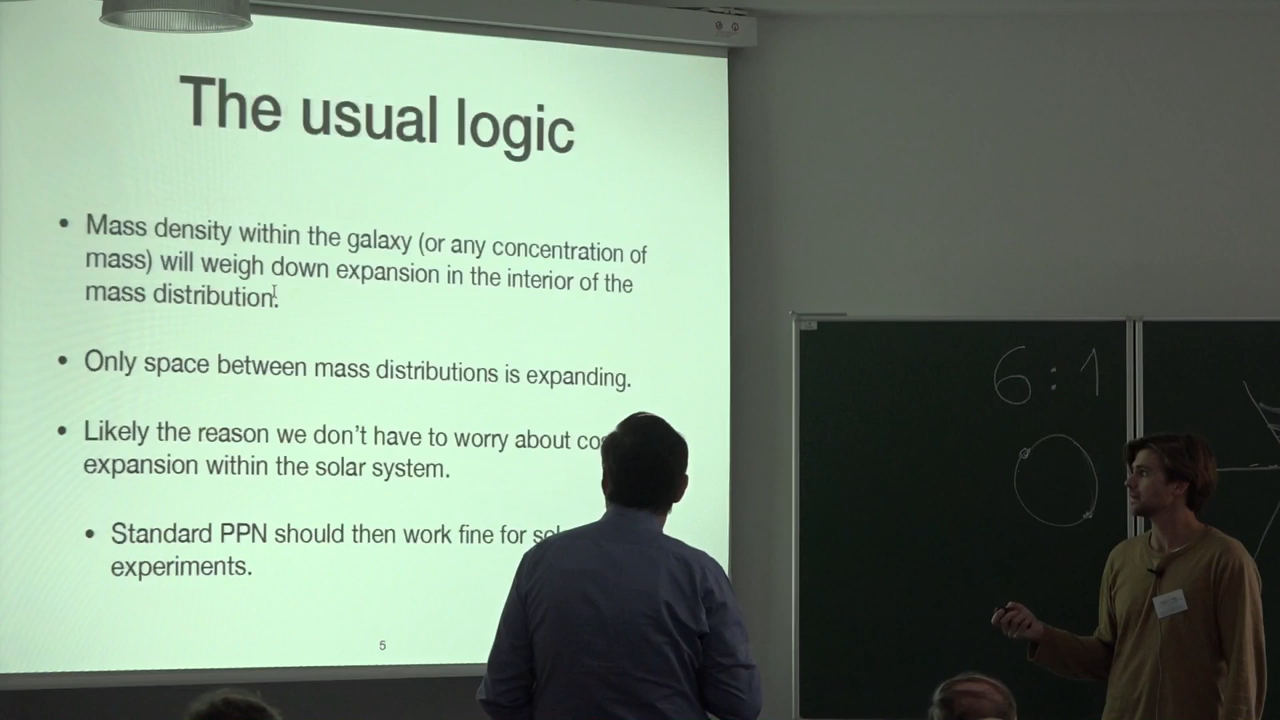 The usual logic
• Mass density within the galaxy (or any concentration of
mass) will weigh down expansion in the interior of the
mass distribution.
• Only space between mass distributions is expanding.
• Likely the reason we don't have to worry about
expansion within the solar system.
• Standard PPN should then work fine for
experiments.
5
6:1